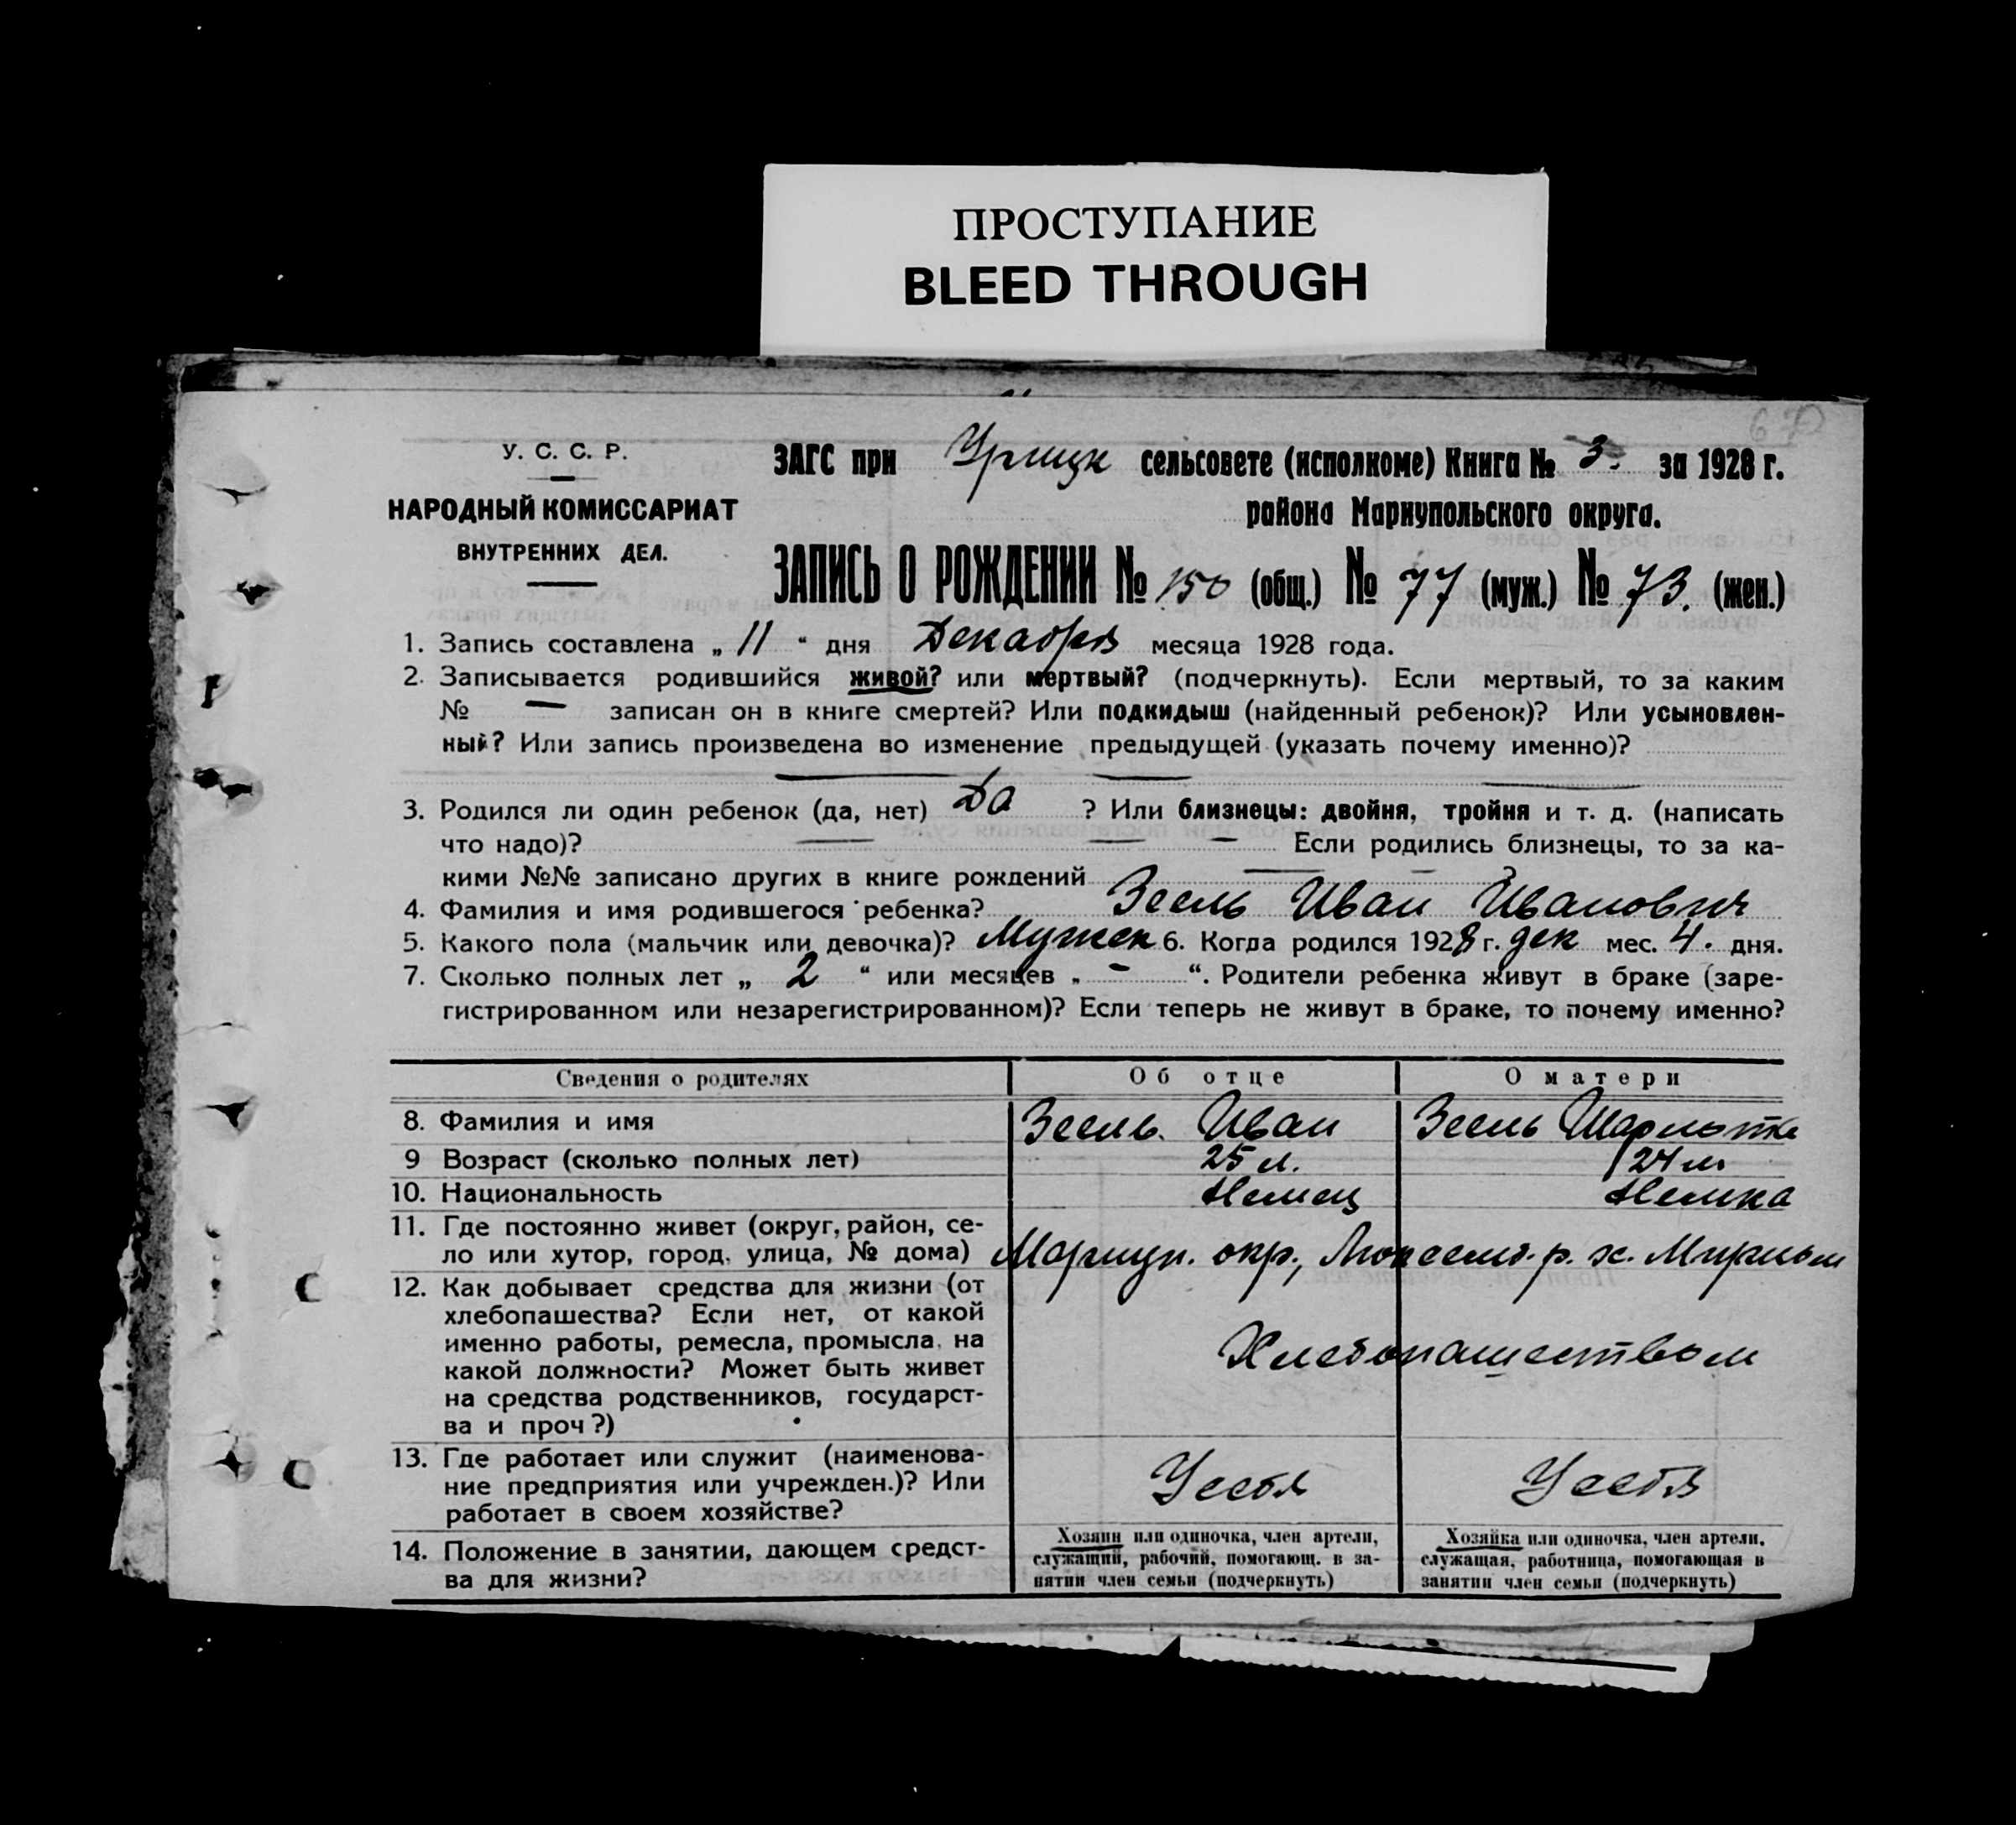 ПРОСТУПАНИЕ
BLEED THROUGH
У. С. С. Р.
НАРОДНЫЙ КОМИССАРИАТ
ВНУТРЕННИХ ДЕЛ.
ЗАГС при Урицк сельсовете (исполкоме) Книга № 3. за 1928 г.
района Мариупольского округа.
ЗАПИСЬ О РОЖДЕНИИ № 150 (общ.) № 77 (муж.) № 73. (жен.)
1. Запись составлена „ 11 “ дня Декабря месяца 1928 года.
2. Записывается родившийся живой? или мертвый? (подчеркнуть). Если мертвый, то за каким
№ — записан он в книге смертей? Или подкидыш (найденный ребенок)? Или усыновлен-
ный? Или запись произведена во изменение предыдущей (указать почему именно)?
3. Родился ли один ребенок (да, нет) Да ? Или близнецы: двойня, тройня и т. д. (написать
что надо)? — — — Если родились близнецы, то за ка-
кими №№ записано других в книге рождений —
4. Фамилия и имя родившегося ребенка? Зеель Иван Иванович
5. Какого пола (мальчик или девочка)? Мужск 6. Когда родился 1928 г. дек мес. 4. дня.
7. Сколько полных лет „ 2 “ или месяцев „ - “. Родители ребенка живут в браке (заре-
гистрированном или незарегистрированном)? Если теперь не живут в браке, то почему именно?
Сведения о родителях Об отце О матери
8. Фамилия и имя Зеель. Иван Зеель Шарлотта
9 Возраст (сколько полных лет) 25 л. 24 л.
10. Национальность Немец Немка
11. Где постоянно живет (округ, район, се-
ло или хутор, город, улица, № дома) Мариуп. окр., р. х.
12. Как добывает средства для жизни (от
хлебопашества? Если нет, от какой
именно работы, ремесла, промысла, на
какой должности? Может быть живет
на средства родственников, государст-
ва и проч?)
Хлебопашеством
13. Где работает или служит (наименова-
ние предприятия или учрежден.)? Или
работает в своем хозяйстве?
У себя У себя
14. Положение в занятии, дающем средст-
ва для жизни?
Хозяин или одиночка, член артели,
служащий, рабочий, помогающ. в за-
нятии член семьи (подчеркнуть)
Хозяйка или одиночка, член артели,
служащая, работница, помогающая в
занятии член семьи (подчеркнуть)